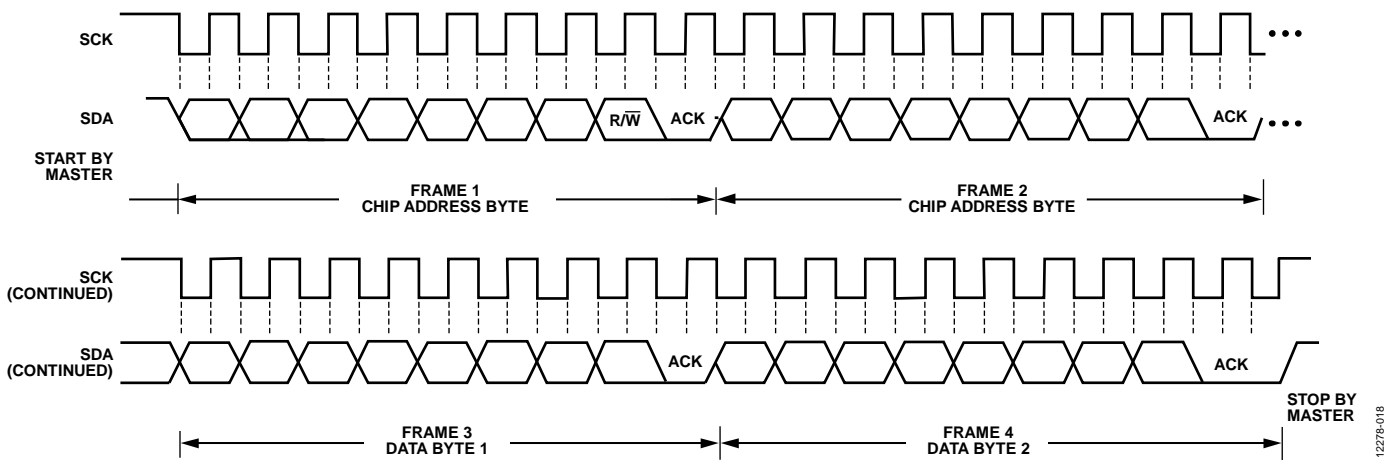 SCK
SDA
R/W̅ ACK ACK
START BY
MASTER
FRAME 1
CHIP ADDRESS BYTE
FRAME 2
CHIP ADDRESS BYTE
SCK
(CONTINUED)
SDA
(CONTINUED)
ACK ACK
STOP BY
MASTER
FRAME 3
DATA BYTE 1
FRAME 4
DATA BYTE 2
12278-018